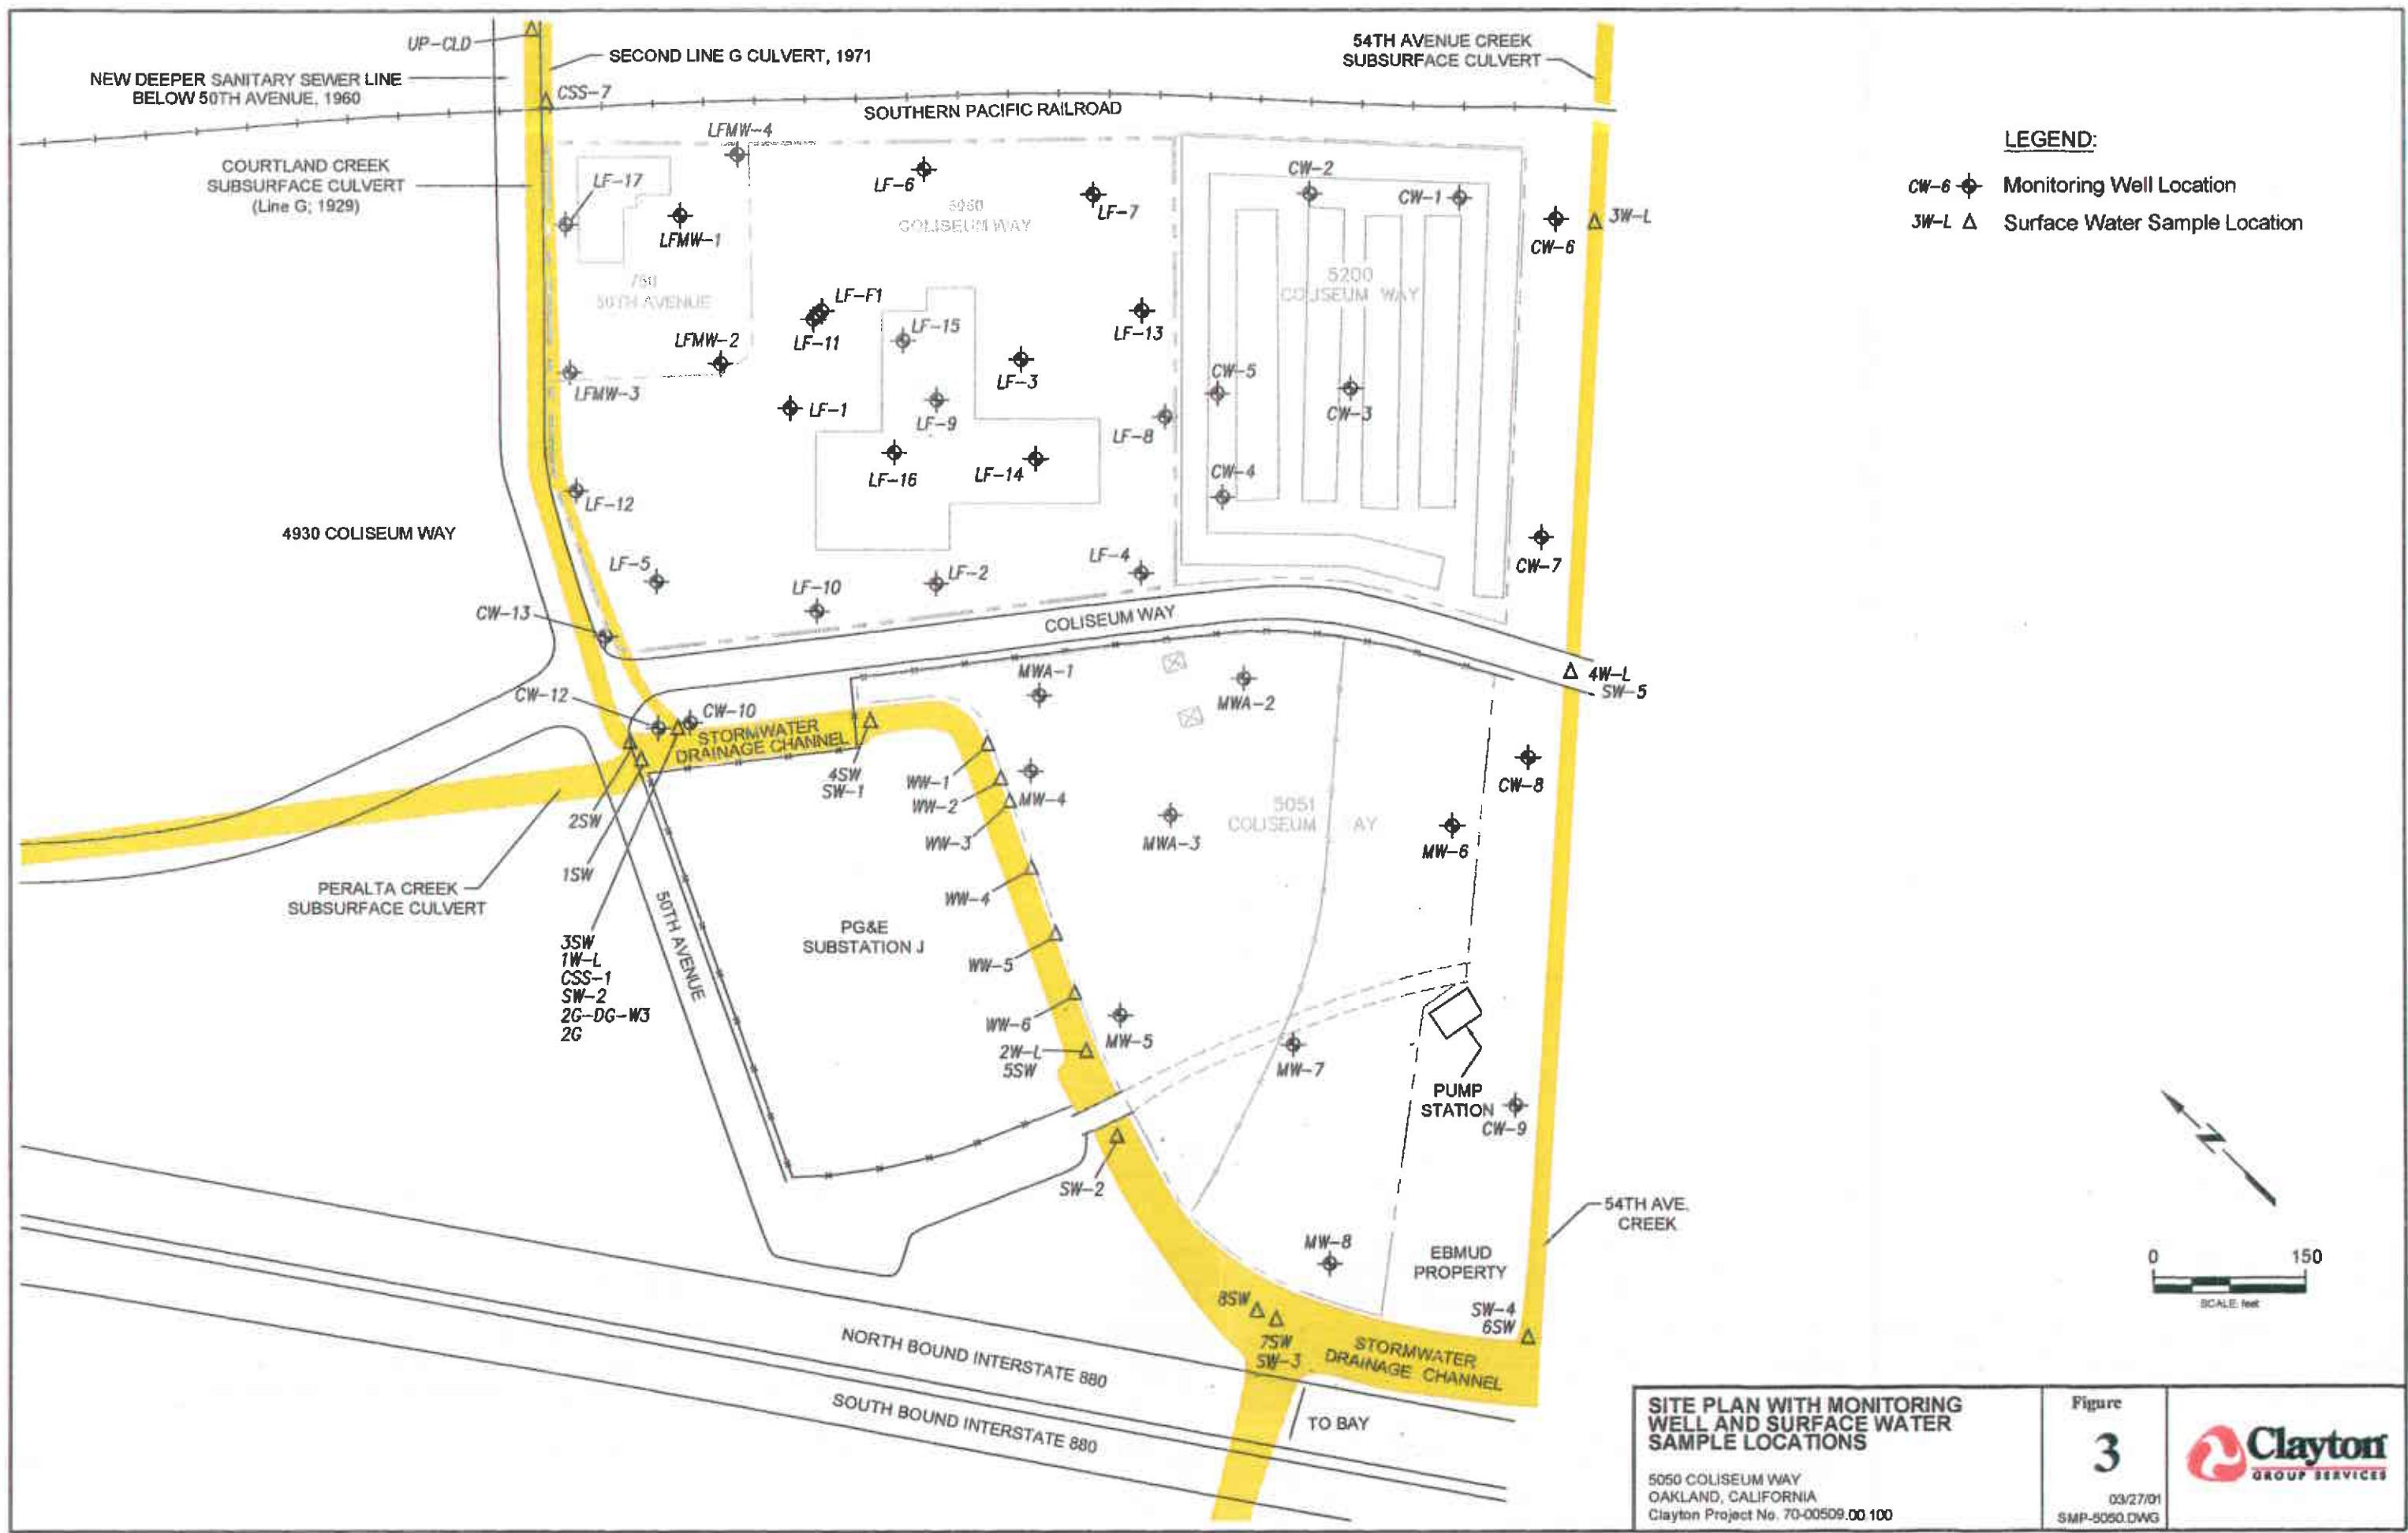 UP-CLD
SECOND LINE G CULVERT, 1971
54TH AVENUE CREEK
SUBSURFACE CULVERT
NEW DEEPER SANITARY SEWER LINE
BELOW 50TH AVENUE, 1960
CSS-7
SOUTHERN PACIFIC RAILROAD
LEGEND:
CW-6 Monitoring Well Location
3W-L Surface Water Sample Location
COURTLAND CREEK
SUBSURFACE CULVERT
(Line G; 1929)
LFMW-4
LF-17
LF-6
LF-7
CW-2
CW-1
3W-L
CW-6
LFMW-1
5050
COLISEUM WAY
750
50TH AVENUE
5200
COLISEUM WAY
LF-F1
LF-11
LF-15
LF-13
LFMW-2
LF-3
LFMW-3
CW-5
CW-3
LF-1
LF-9
LF-8
LF-16
LF-14
CW-4
LF-12
4930 COLISEUM WAY
CW-7
LF-5
LF-10
LF-2
LF-4
CW-13
COLISEUM WAY
4W-L
SW-5
MWA-1
MWA-2
CW-12
CW-10
STORMWATER
DRAINAGE CHANNEL
4SW
SW-1
WW-1
WW-2
MW-4
WW-3
CW-8
5051
COLISEUM AY
MWA-3
MW-6
2SW
1SW
PERALTA CREEK
SUBSURFACE CULVERT
WW-4
50TH AVENUE
PG&E
SUBSTATION J
3SW
1W-L
CSS-1
SW-2
2G-DG-W3
2G
WW-5
WW-6
2W-L
5SW
MW-5
MW-7
PUMP
STATION
CW-9
SW-2
54TH AVE.
CREEK
MW-8
EBMUD
PROPERTY
0 150
SCALE: feet
8SW
7SW
SW-3
SW-4
6SW
STORMWATER
DRAINAGE CHANNEL
NORTH BOUND INTERSTATE 880
SOUTH BOUND INTERSTATE 880
TO BAY
SITE PLAN WITH MONITORING
WELL AND SURFACE WATER
SAMPLE LOCATIONS
5050 COLISEUM WAY
OAKLAND, CALIFORNIA
Clayton Project No. 70-00509.00.100
Figure
3
03/27/01
SMP-5050.DWG
Clayton
GROUP SERVICES